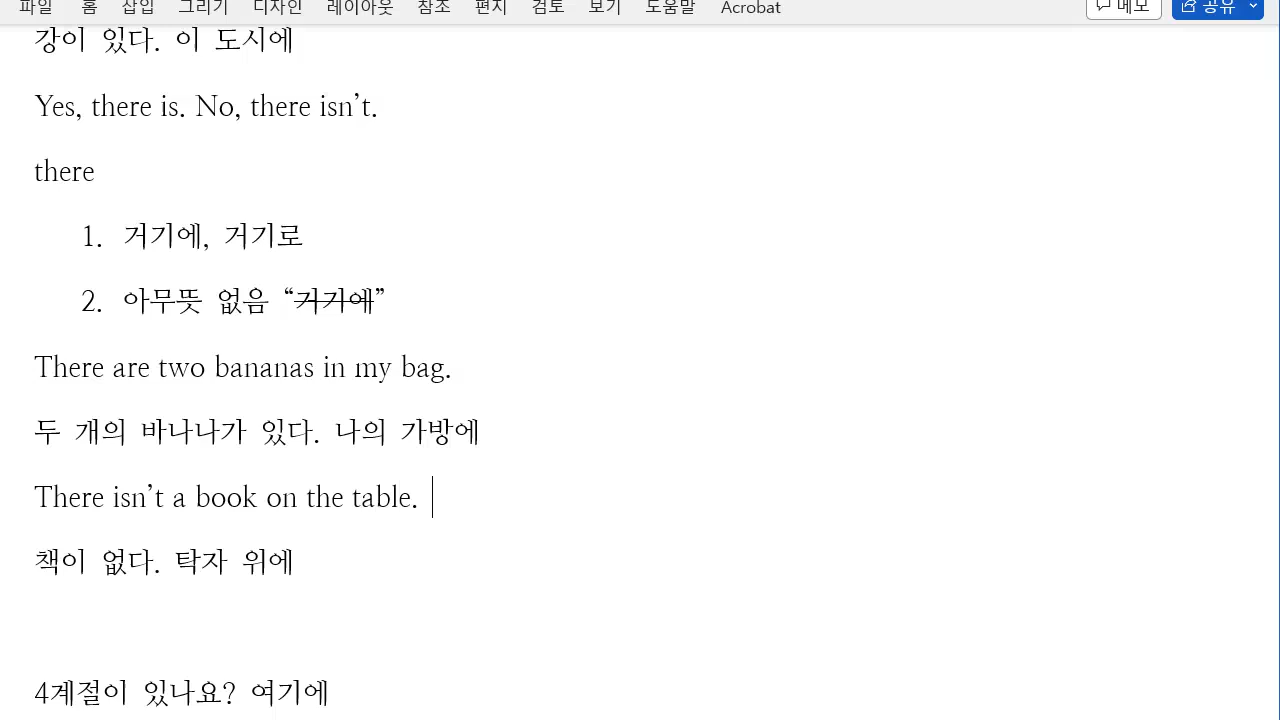 파일 홈 삽입 그리기 디자인 레이아웃 참조 편지 검토 보기 도움말 Acrobat 메모 공유
강이 있다. 이 도시에
Yes, there is. No, there isn’t.
there
1. 거기에, 거기로
2. 아무뜻 없음 “거기에”
There are two bananas in my bag.
두 개의 바나나가 있다. 나의 가방에
There isn’t a book on the table.
책이 없다. 탁자 위에
4계절이 있나요? 여기에